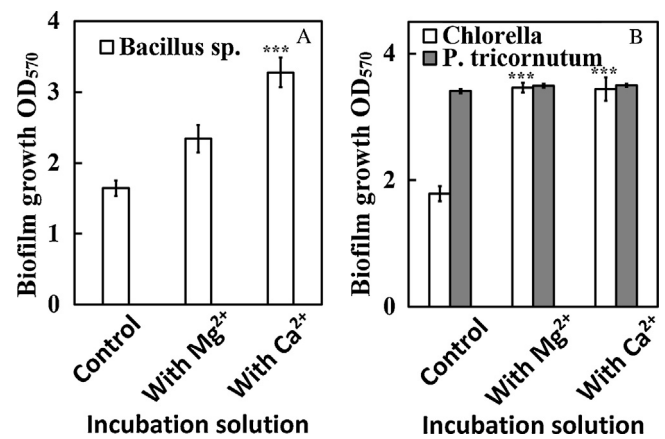 Bacillus sp.
A
***
Biofilm growth OD570
4
3
2
1
0
Control
With Mg2+
With Ca2+
Incubation solution
Chlorella
B
P. tricornutum
***
***
Biofilm growth OD570
4
2
0
Control
With Mg2+
With Ca2+
Incubation solution